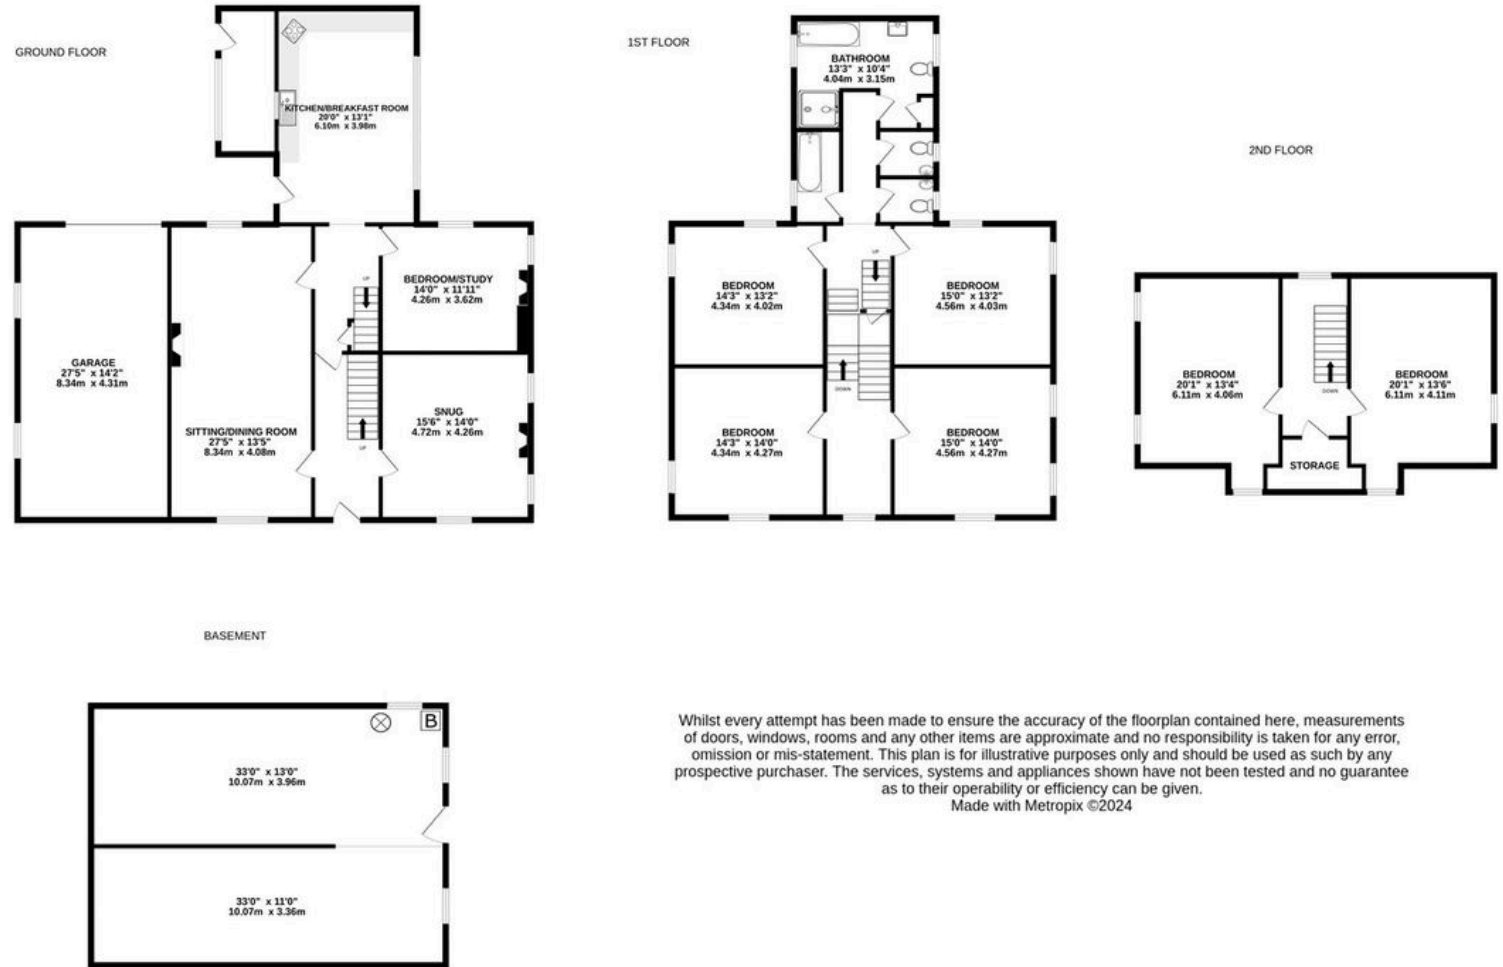 GROUND FLOOR
KITCHEN/BREAKFAST ROOM
20'0" x 13'1"
6.10m x 3.98m
BEDROOM/STUDY
14'0" x 11'11"
4.26m x 3.62m
UP
GARAGE
27'5" x 14'2"
8.34m x 4.31m
SITTING/DINING ROOM
27'5" x 13'5"
8.34m x 4.08m
SNUG
15'6" x 14'0"
4.72m x 4.26m
UP
1ST FLOOR
BATHROOM
13'3" x 10'4"
4.04m x 3.15m
UP
BEDROOM
14'3" x 13'2"
4.34m x 4.02m
BEDROOM
15'0" x 13'2"
4.56m x 4.03m
DOWN
BEDROOM
14'3" x 14'0"
4.34m x 4.27m
BEDROOM
15'0" x 14'0"
4.56m x 4.27m
2ND FLOOR
BEDROOM
20'1" x 13'4"
6.11m x 4.06m
DOWN
BEDROOM
20'1" x 13'6"
6.11m x 4.11m
STORAGE
BASEMENT
B
33'0" x 13'0"
10.07m x 3.96m
33'0" x 11'0"
10.07m x 3.36m
Whilst every attempt has been made to ensure the accuracy of the floorplan contained here, measurements
of doors, windows, rooms and any other items are approximate and no responsibility is taken for any error,
omission or mis-statement. This plan is for illustrative purposes only and should be used as such by any
prospective purchaser. The services, systems and appliances shown have not been tested and no guarantee
as to their operability or efficiency can be given.
Made with Metropix ©2024